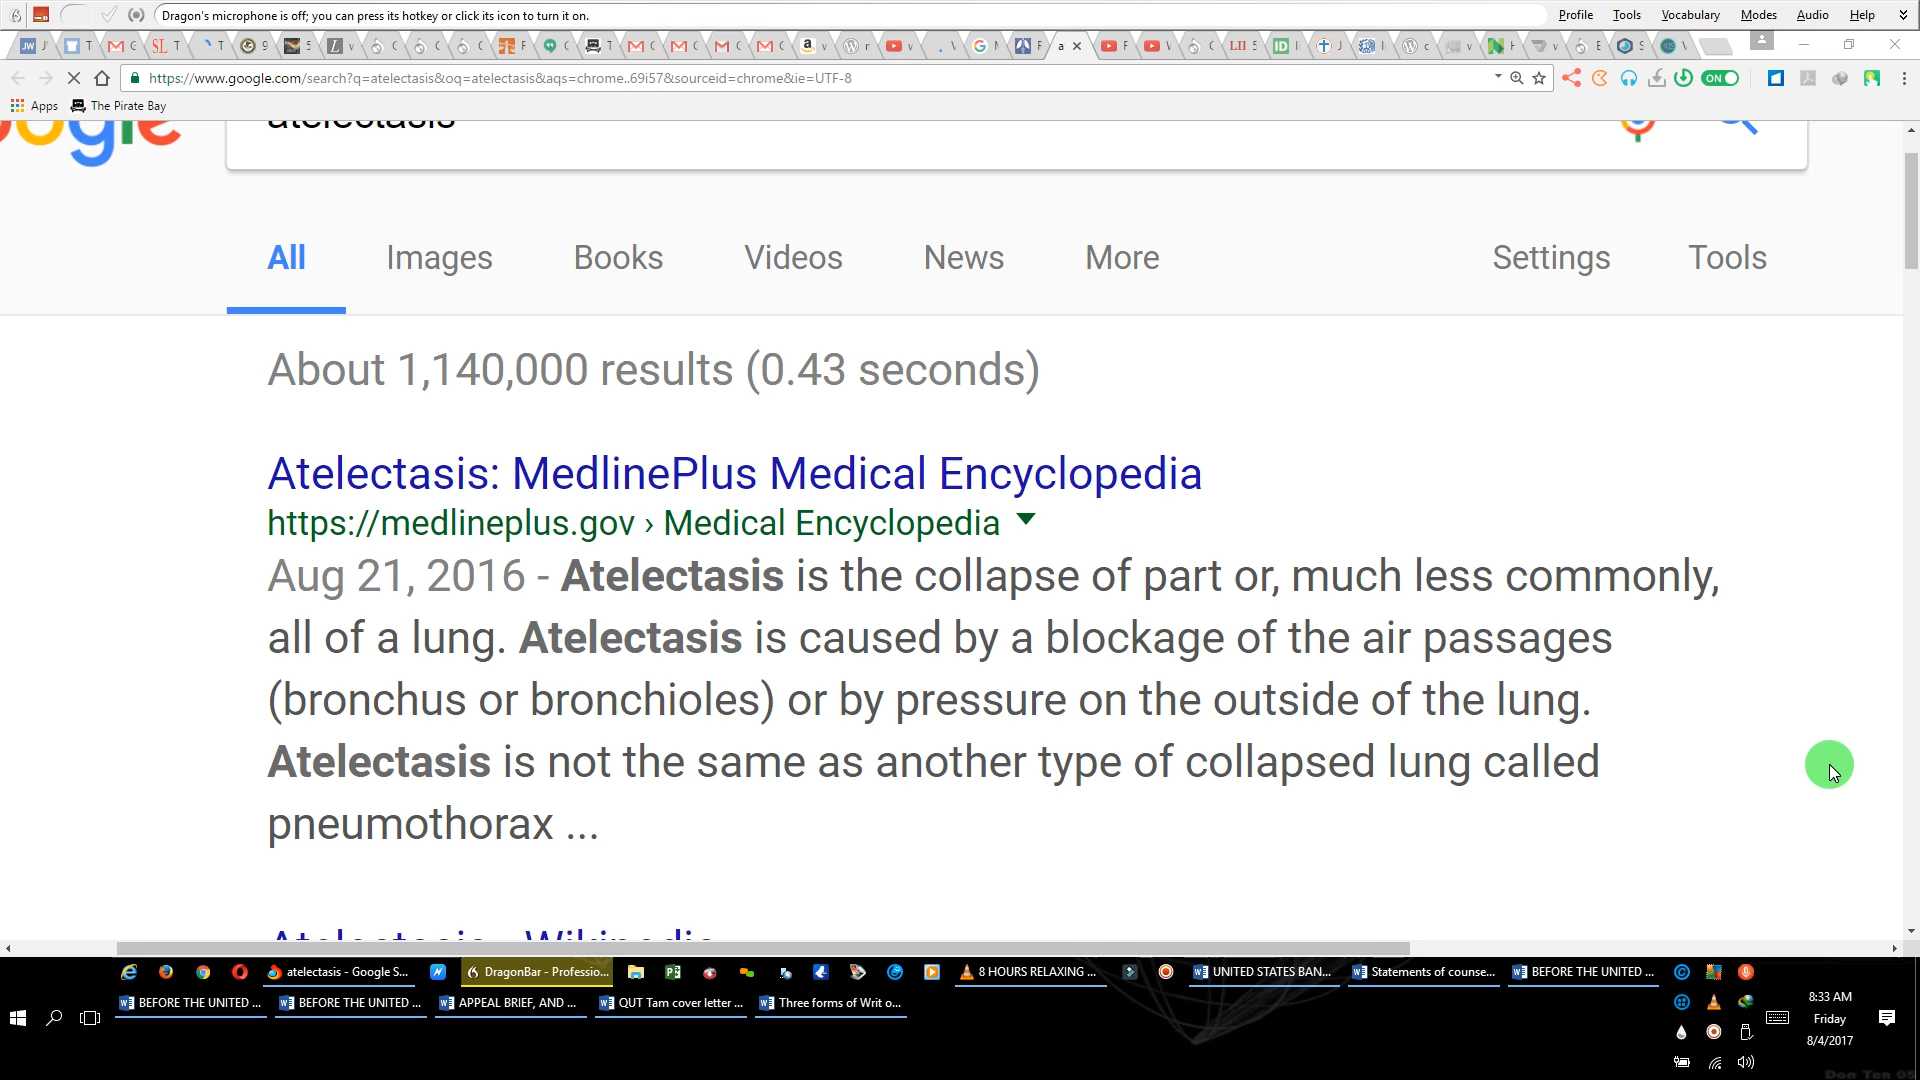 Dragon's microphone is off; you can press its hotkey or click its icon to turn it on.
Profile Tools Vocabulary Modes Audio Help
https://www.google.com/search?q=atelectasis&oq=atelectasis&aqs=chrome..69i57&sourceid=chrome&ie=UTF-8
ON
Apps The Pirate Bay
atelectasis
All Images Books Videos News More Settings Tools
About 1,140,000 results (0.43 seconds)
Atelectasis: MedlinePlus Medical Encyclopedia
https://medlineplus.gov › Medical Encyclopedia
Aug 21, 2016 - Atelectasis is the collapse of part or, much less commonly,
all of a lung. Atelectasis is caused by a blockage of the air passages
(bronchus or bronchioles) or by pressure on the outside of the lung.
Atelectasis is not the same as another type of collapsed lung called
pneumothorax ...
Atelectasis - Wikipedia
atelectasis - Google S... DragonBar - Professio... 8 HOURS RELAXING ... UNITED STATES BAN... Statements of counse... BEFORE THE UNITED ...
BEFORE THE UNITED ... BEFORE THE UNITED ... APPEAL BRIEF, AND ... QUT Tam cover letter ... Three forms of Writ o...
8:33 AM
Friday
8/4/2017